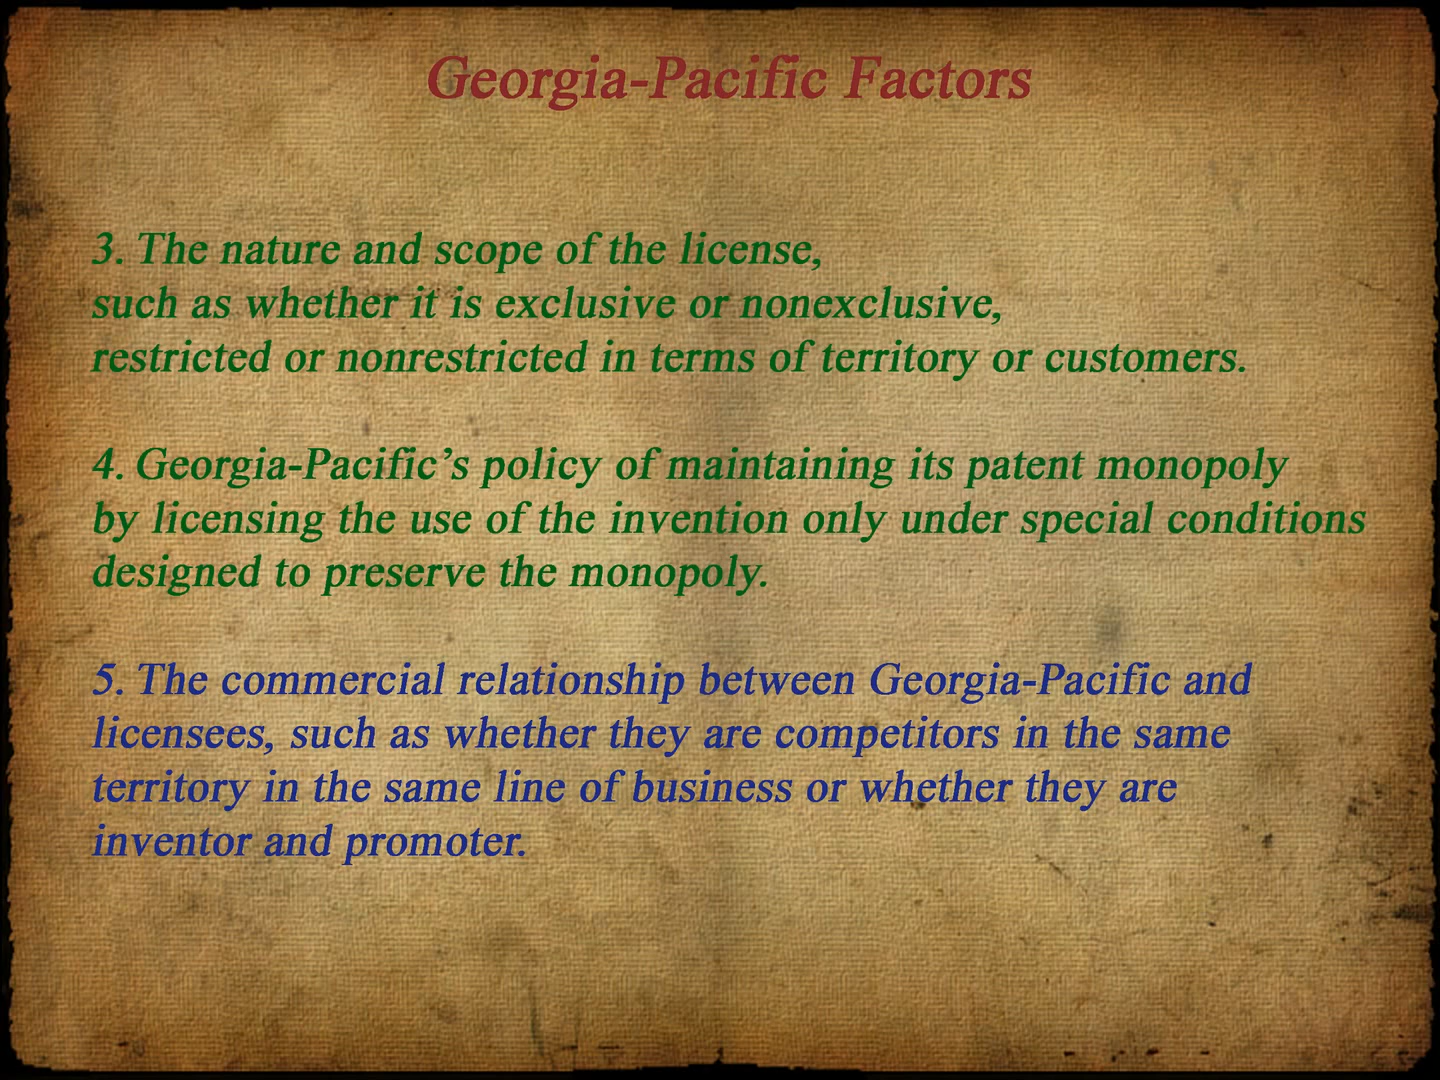 Georgia-Pacific Factors
3. The nature and scope of the license,
such as whether it is exclusive or nonexclusive,
restricted or nonrestricted in terms of territory or customers.
4. Georgia-Pacific’s policy of maintaining its patent monopoly
by licensing the use of the invention only under special conditions
designed to preserve the monopoly.
5. The commercial relationship between Georgia-Pacific and
licensees, such as whether they are competitors in the same
territory in the same line of business or whether they are
inventor and promoter.